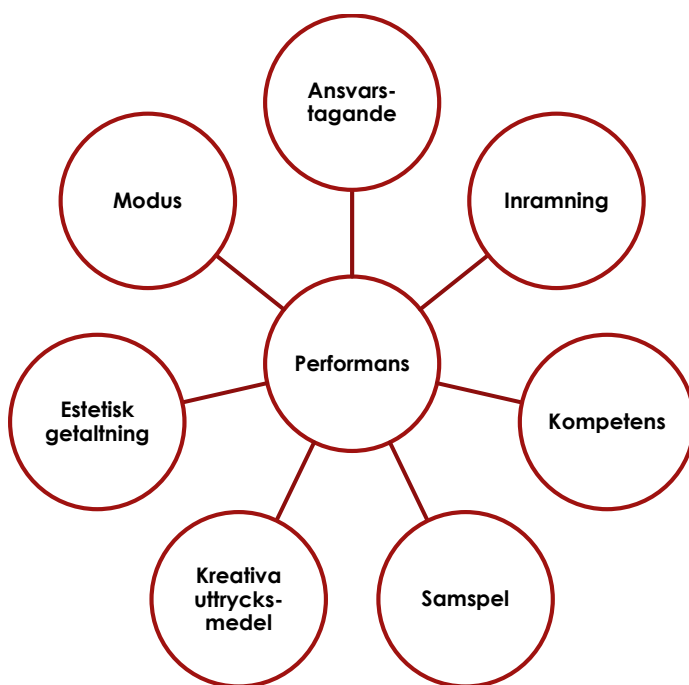 Ansvars-
tagande
Modus
Inramning
Performans
Estetisk
getaltning
Kompetens
Kreativa
uttrycks-
medel
Samspel